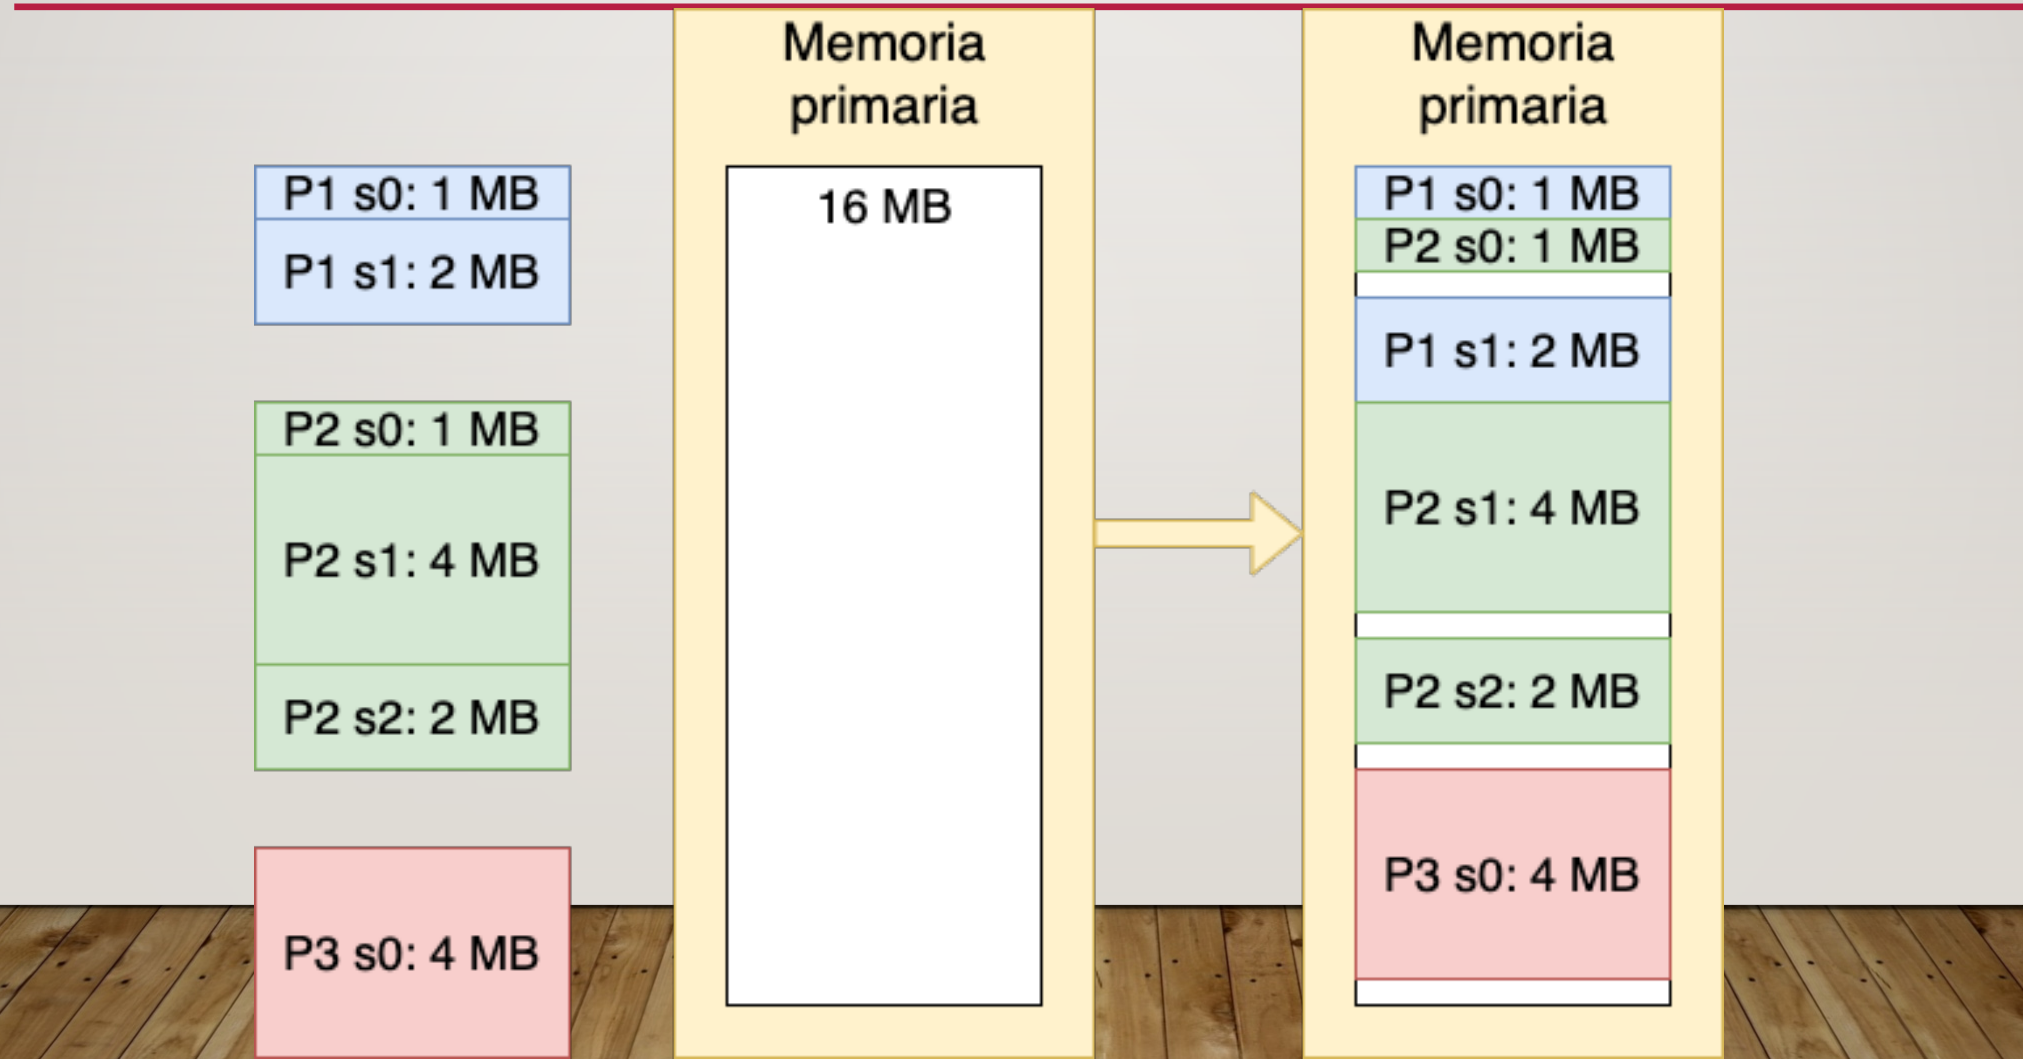 P1 s0: 1 MB
P1 s1: 2 MB
P2 s0: 1 MB
P2 s1: 4 MB
P2 s2: 2 MB
P3 s0: 4 MB
Memoria
primaria
16 MB
Memoria
primaria
P1 s0: 1 MB
P2 s0: 1 MB
P1 s1: 2 MB
P2 s1: 4 MB
P2 s2: 2 MB
P3 s0: 4 MB